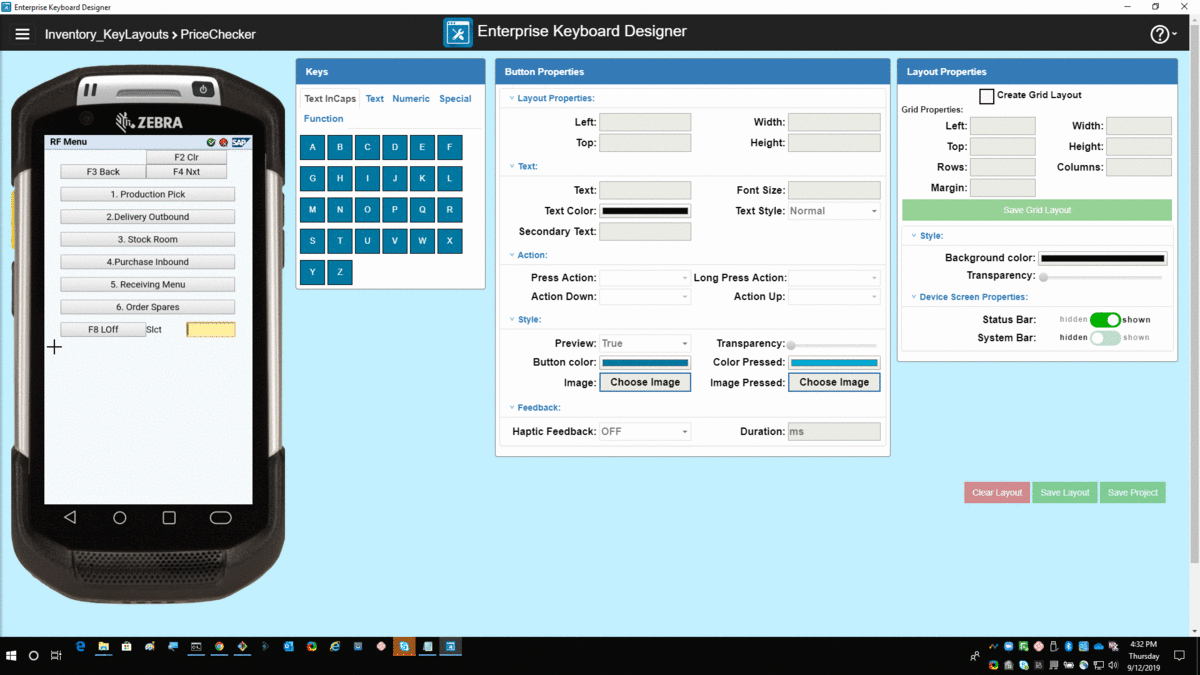 Enterprise Keyboard Designer
Inventory_KeyLayouts > PriceChecker
Enterprise Keyboard Designer
ZEBRA
RF Menu
SAP
F2 Clr
F3 Back
F4 Nxt
1. Production Pick
2.Delivery Outbound
3. Stock Room
4.Purchase Inbound
5. Receiving Menu
6. Order Spares
F8 LOff
Slct
Keys
Text InCaps
Text
Numeric
Special
Function
A B C D E F
G H I J K L
M N O P Q R
S T U V W X
Y Z
Button Properties
Layout Properties:
Left: Width:
Top: Height:
Text:
Text: Font Size:
Text Color: Text Style: Normal
Secondary Text:
Action:
Press Action: Long Press Action:
Action Down: Action Up:
Style:
Preview: True Transparency:
Button color: Color Pressed:
Image: Choose Image Image Pressed: Choose Image
Feedback:
Haptic Feedback: OFF Duration: ms
Layout Properties
Create Grid Layout
Grid Properties:
Left: Width:
Top: Height:
Rows: Columns:
Margin:
Save Grid Layout
Style:
Background color:
Transparency:
Device Screen Properties:
Status Bar: hidden shown
System Bar: hidden shown
Clear Layout Save Layout Save Project
4:32 PM
Thursday
9/12/2019